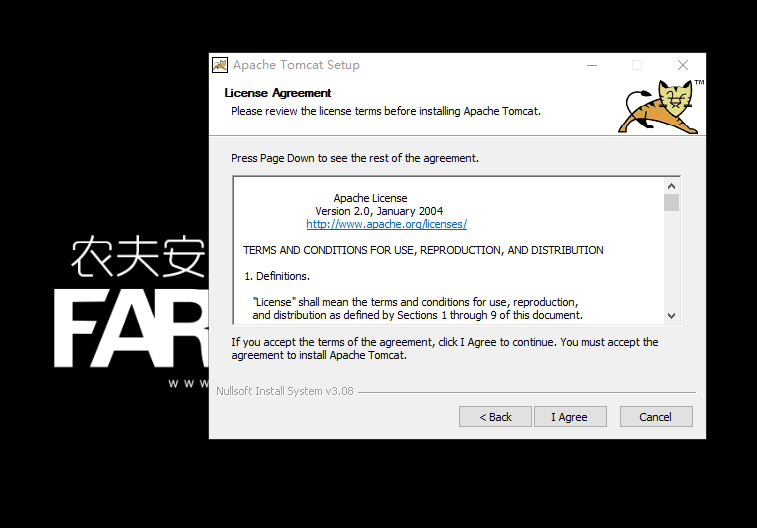 Apache Tomcat Setup
License Agreement
Please review the license terms before installing Apache Tomcat.
TM
Press Page Down to see the rest of the agreement.
Apache License
Version 2.0, January 2004
http://www.apache.org/licenses/
TERMS AND CONDITIONS FOR USE, REPRODUCTION, AND DISTRIBUTION
1. Definitions.
"License" shall mean the terms and conditions for use, reproduction,
and distribution as defined by Sections 1 through 9 of this document.
If you accept the terms of the agreement, click I Agree to continue. You must accept the
agreement to install Apache Tomcat.
Nullsoft Install System v3.08
< Back
I Agree
Cancel
农夫安
FAR
www